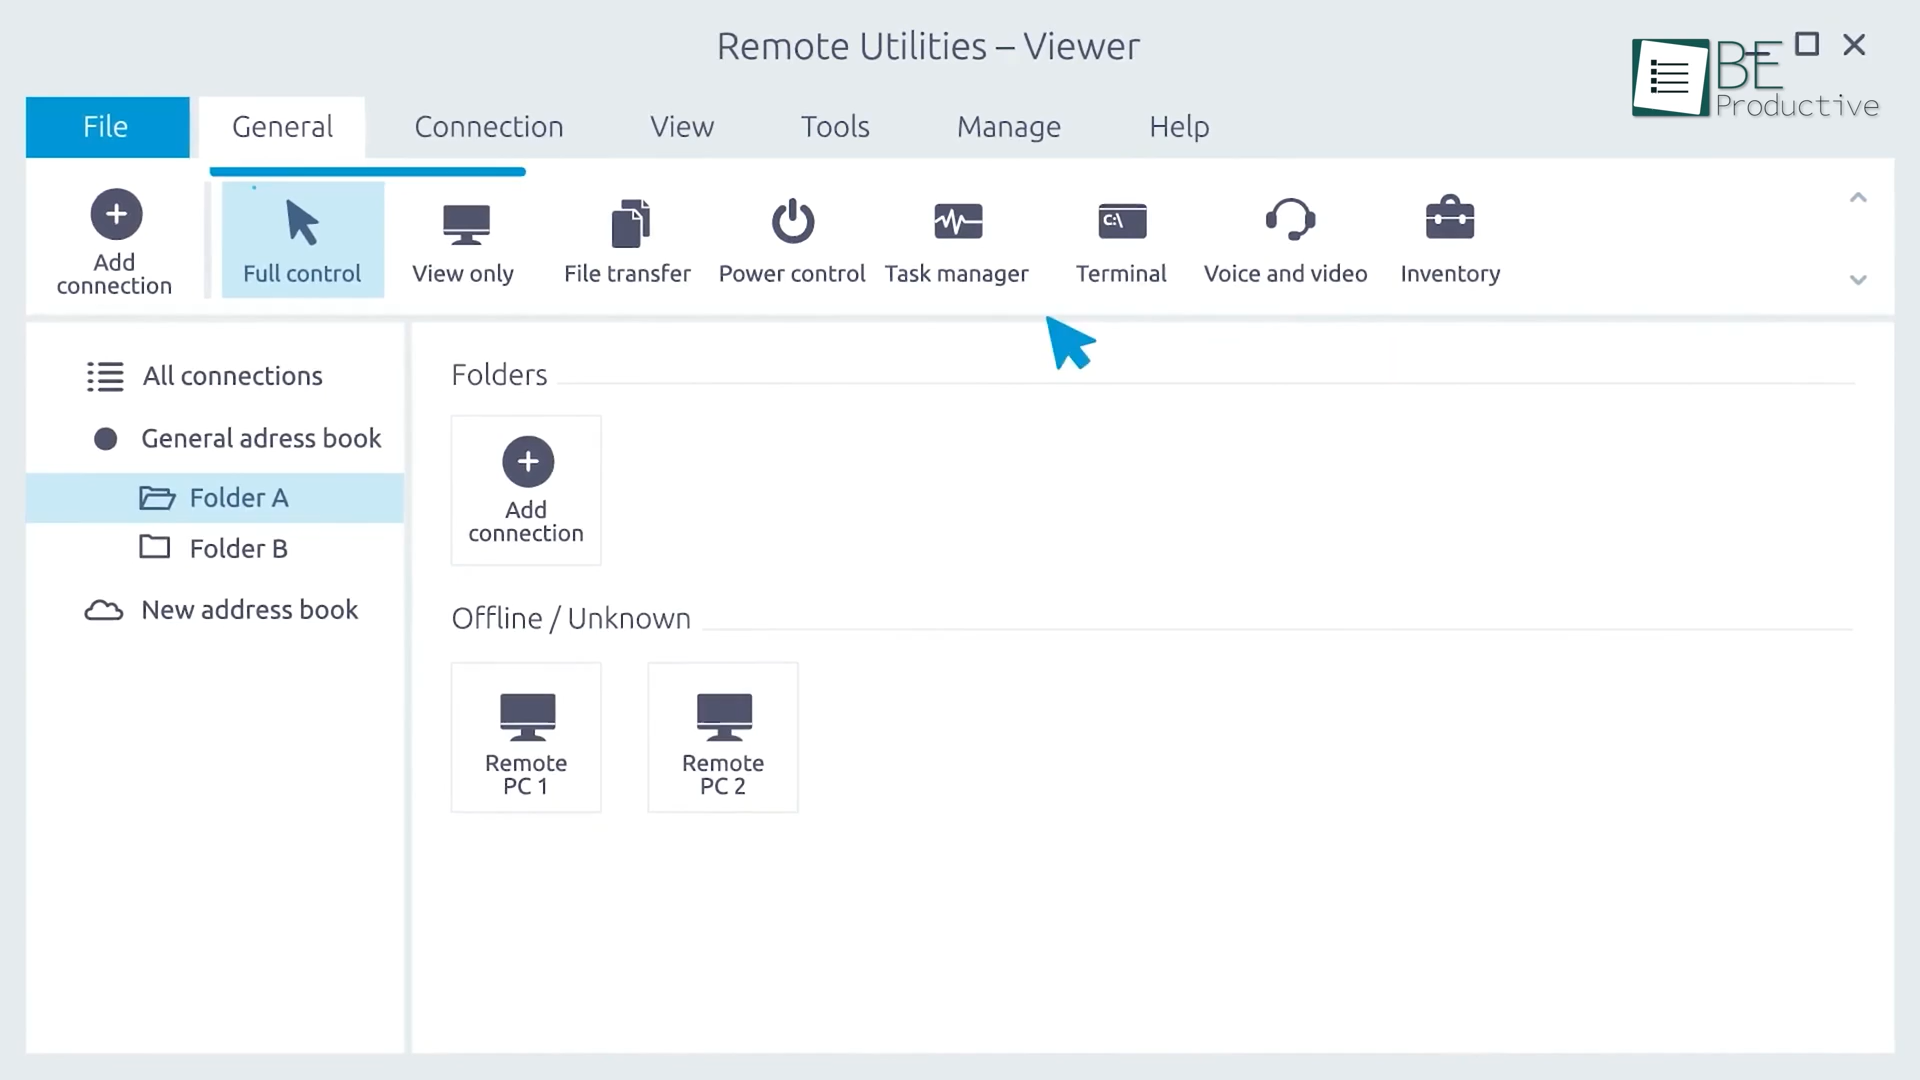 Remote Utilities – Viewer
BE
Productive
File
General
Connection
View
Tools
Manage
Help
Add
connection
Full control
View only
File transfer
Power control
Task manager
C:\
Terminal
Voice and video
Inventory
All connections
General adress book
Folder A
Folder B
New address book
Folders
Add
connection
Offline / Unknown
Remote
PC 1
Remote
PC 2